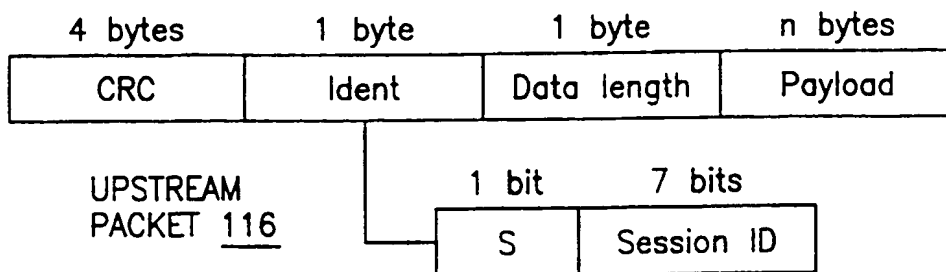 4 bytes 1 byte 1 byte n bytes
CRC Ident Data length Payload
UPSTREAM
PACKET 116
1 bit 7 bits
S Session ID